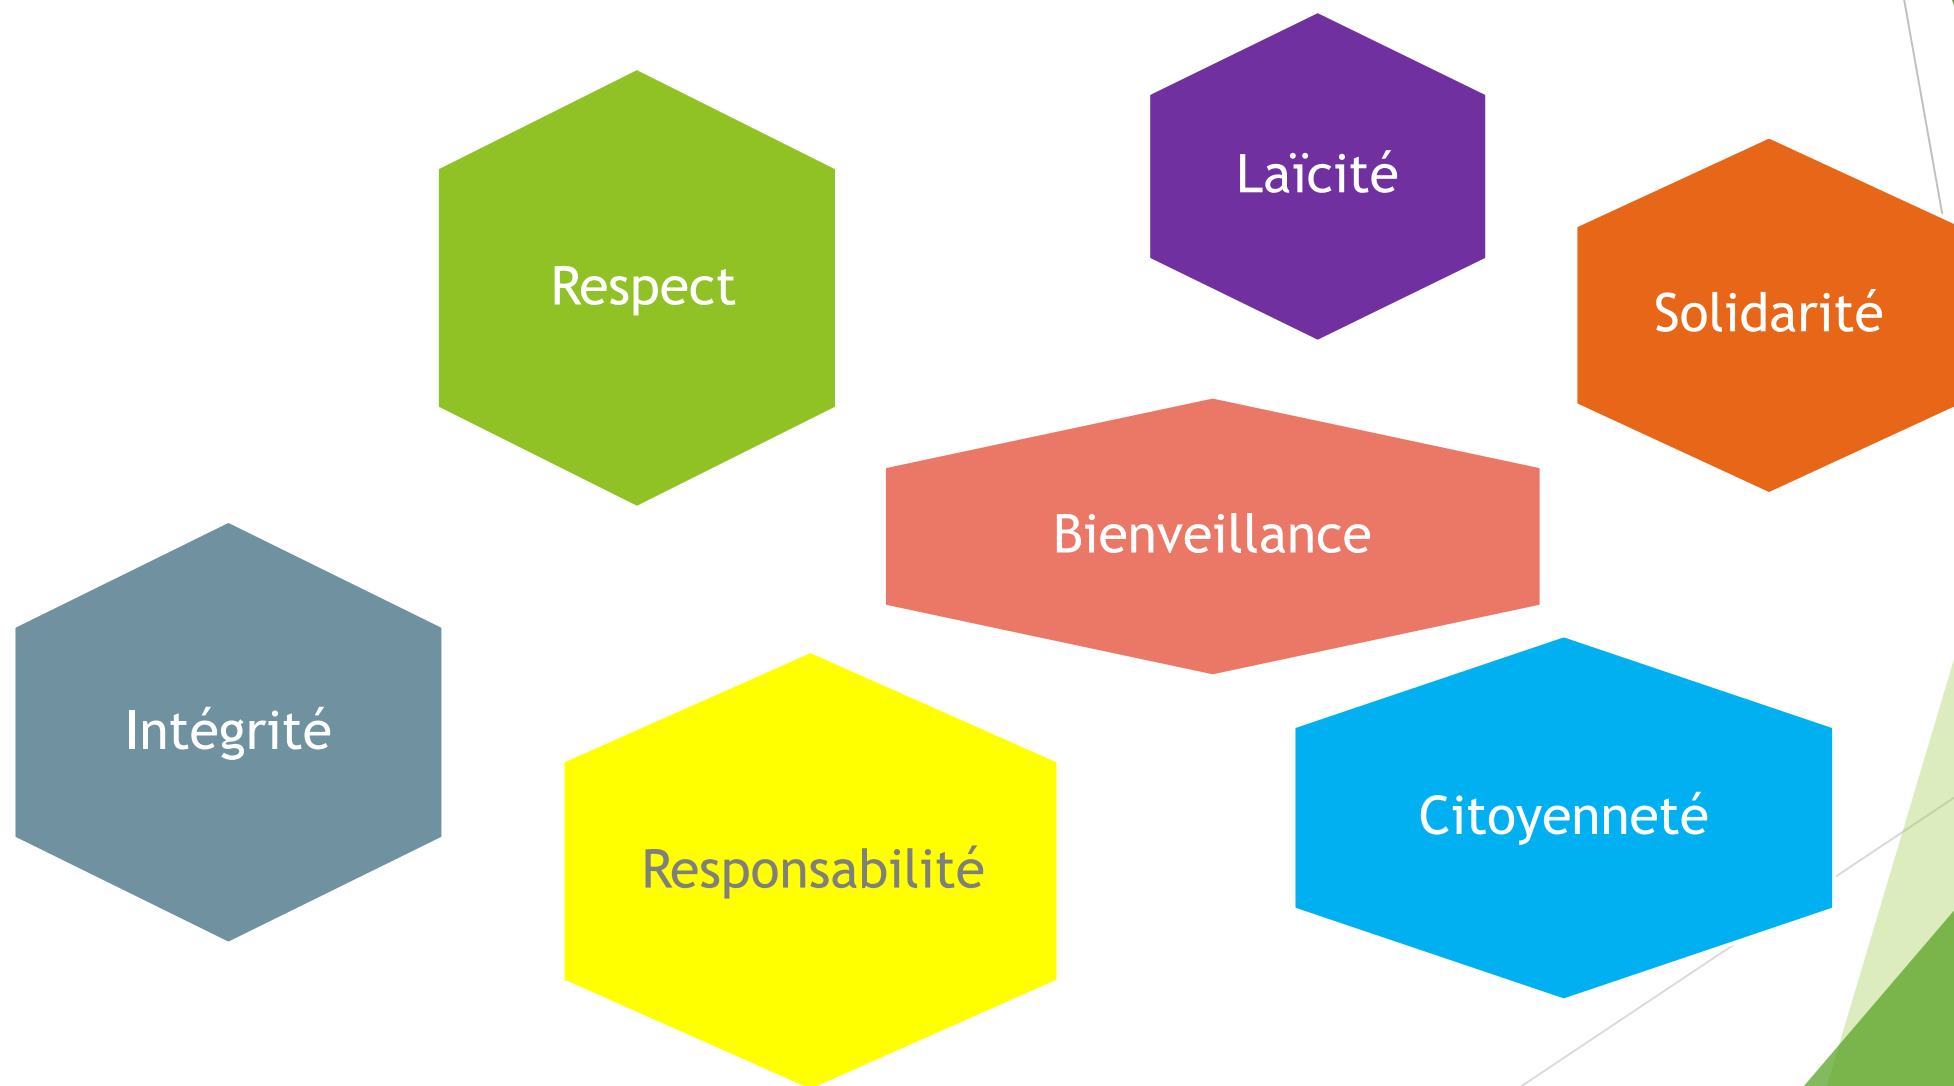 Laïcité
Respect
Solidarité
Bienveillance
Intégrité
Citoyenneté
Responsabilité